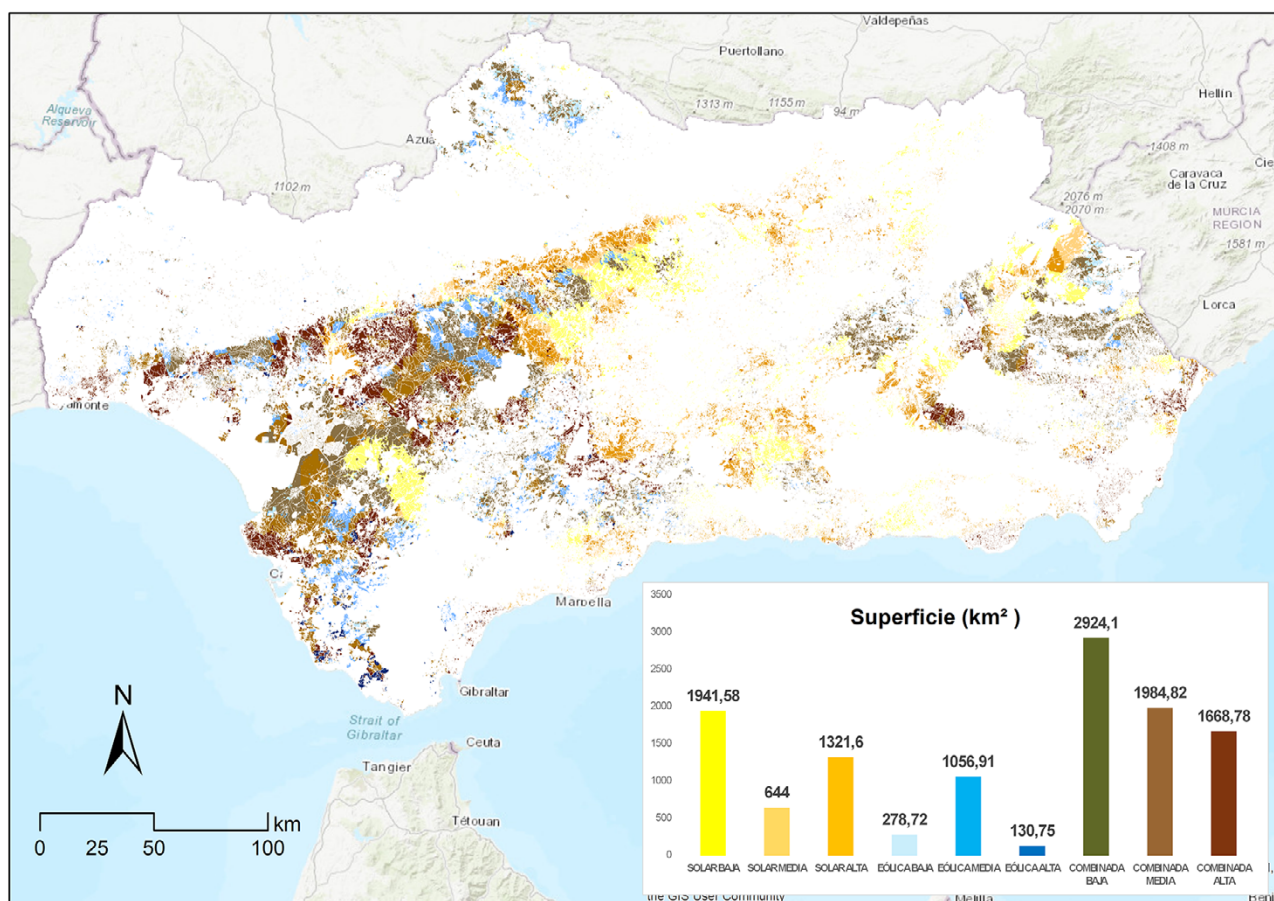 Valdepeñas
Puertollano
Hellín
1313 m
1155 m
94 m
Alqueva
Reservoir
Azua
1408 m
Caravaca
de la Cruz
1102 m
2076 m
2070 m
MURCIA
REGION
1581 m
Lorca
yamonte
Marbella
Gibraltar
Strait of
Gibraltar
Ceuta
Tangier
Tétouan
N
km
0 25 50 100
Superficie (km² )
3500
3000
2500
2000
1500
1000
500
0
1941,58
644
1321,6
278,72
1056,91
130,75
2924,1
1984,82
1668,78
SOLAR BAJA
SOLAR MEDIA
SOLAR ALTA
EÓLICA BAJA
EÓLICA MEDIA
EÓLICA ALTA
COMBINADA
BAJA
COMBINADA
MEDIA
COMBINADA
ALTA
the GIS User Community
Melilla